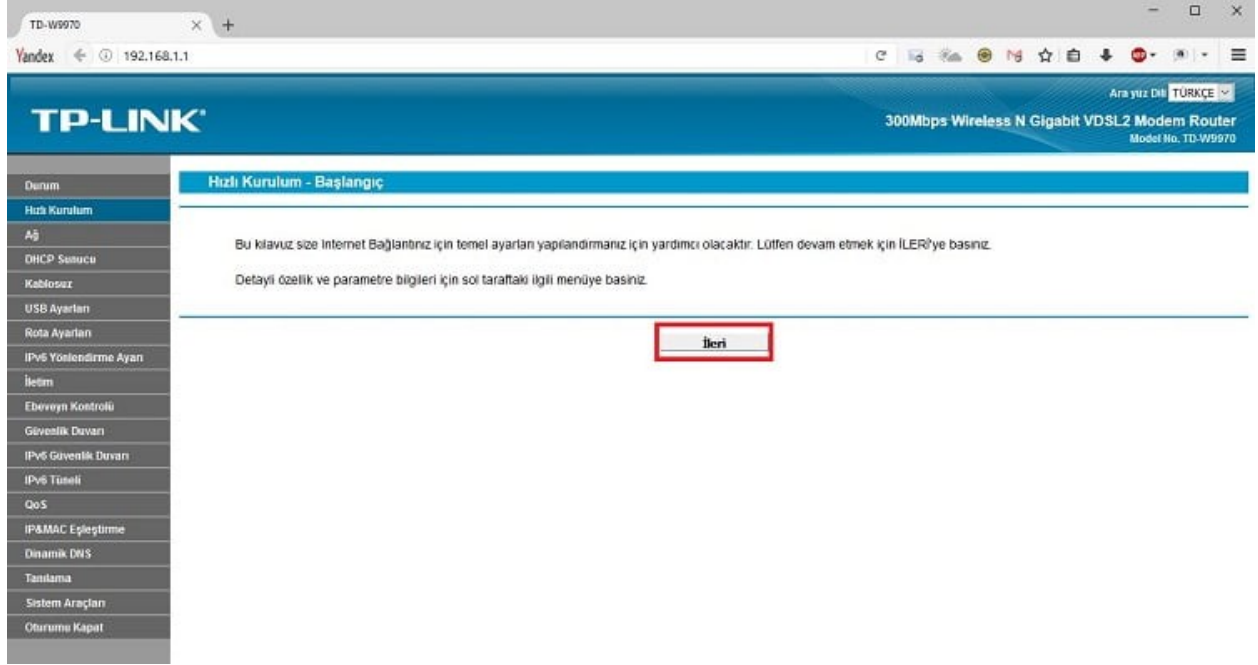 TD-W9970
Yandex
192.168.1.1
Ara yüz Dili TÜRKÇE
TP-LINK
300Mbps Wireless N Gigabit VDSL2 Modem Router
Model No. TD-W9970
Durum
Hızlı Kurulum
Ağ
DHCP Sunucu
Kablosuz
USB Ayarları
Rota Ayarları
IPv6 Yönlendirme Ayarı
İletim
Ebeveyn Kontrolü
Güvenlik Duvarı
IPv6 Güvenlik Duvarı
IPv6 Tüneli
QoS
IP&MAC Eşleştirme
Dinamik DNS
Tanılama
Sistem Araçları
Oturumu Kapat
Hızlı Kurulum - Başlangıç
Bu kılavuz size Internet Bağlantınız için temel ayarları yapılandırmanız için yardımcı olacaktır. Lütfen devam etmek için İLERİ'ye basınız.
Detayli özellik ve parametre bilgileri için sol taraftaki ilgili menüye basiniz.
İleri